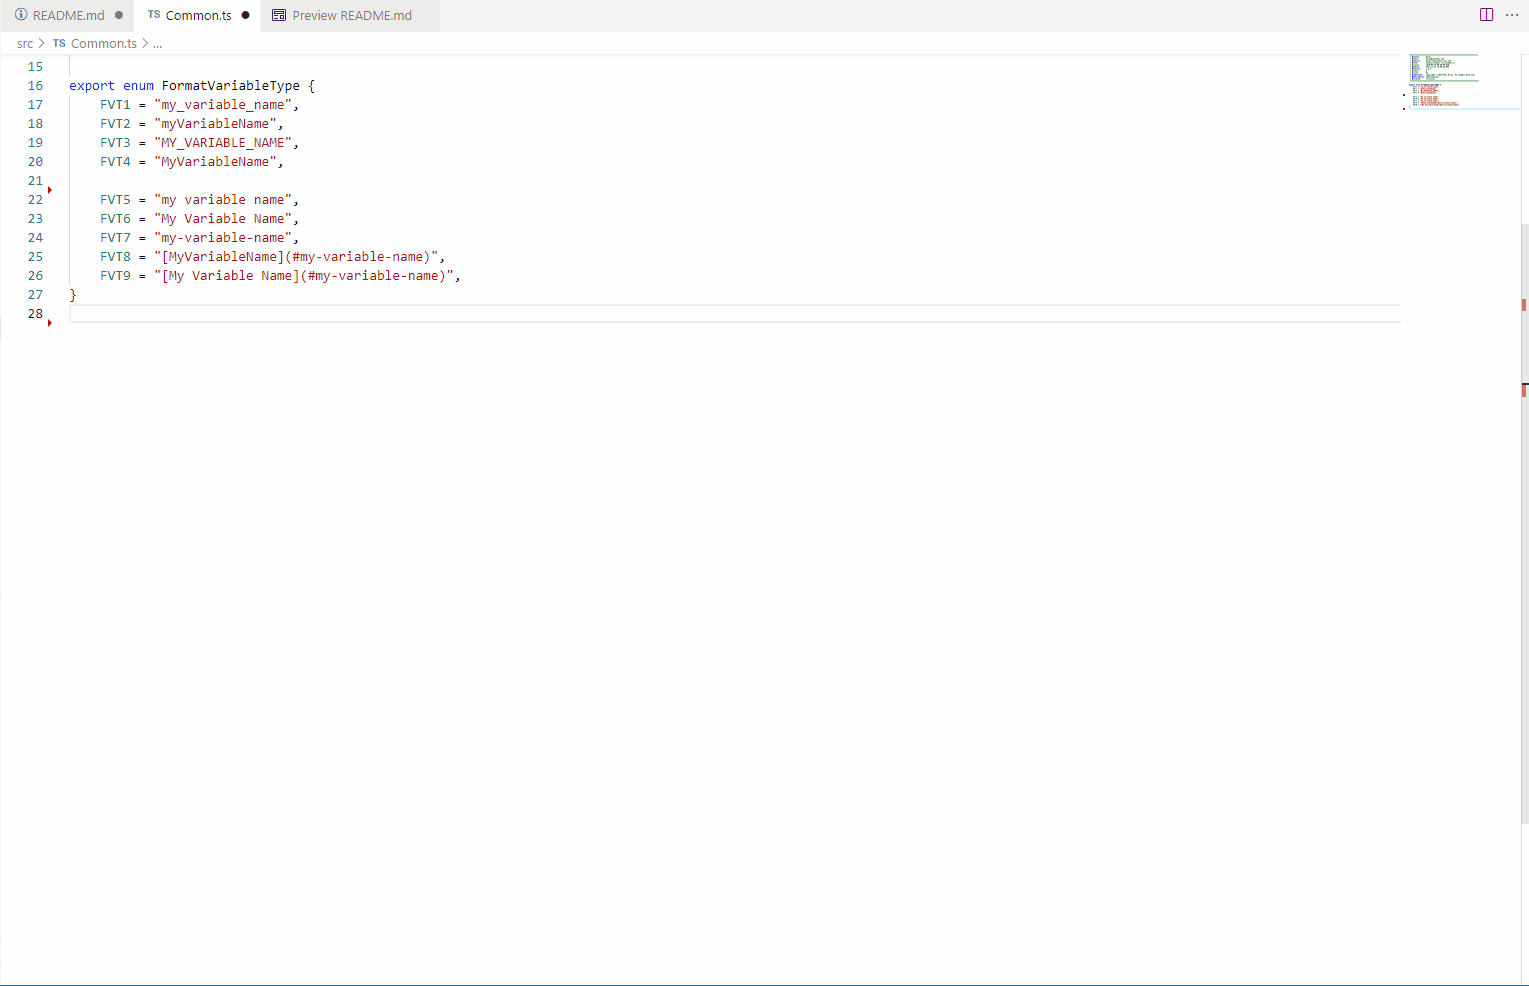 README.md
TS Common.ts
Preview README.md
src > TS Common.ts > ...
15
16 export enum FormatVariableType {
17 FVT1 = "my_variable_name",
18 FVT2 = "myVariableName",
19 FVT3 = "MY_VARIABLE_NAME",
20 FVT4 = "MyVariableName",
21
22 FVT5 = "my variable name",
23 FVT6 = "My Variable Name",
24 FVT7 = "my-variable-name",
25 FVT8 = "[MyVariableName](#my-variable-name)",
26 FVT9 = "[My Variable Name](#my-variable-name)",
27 }
28